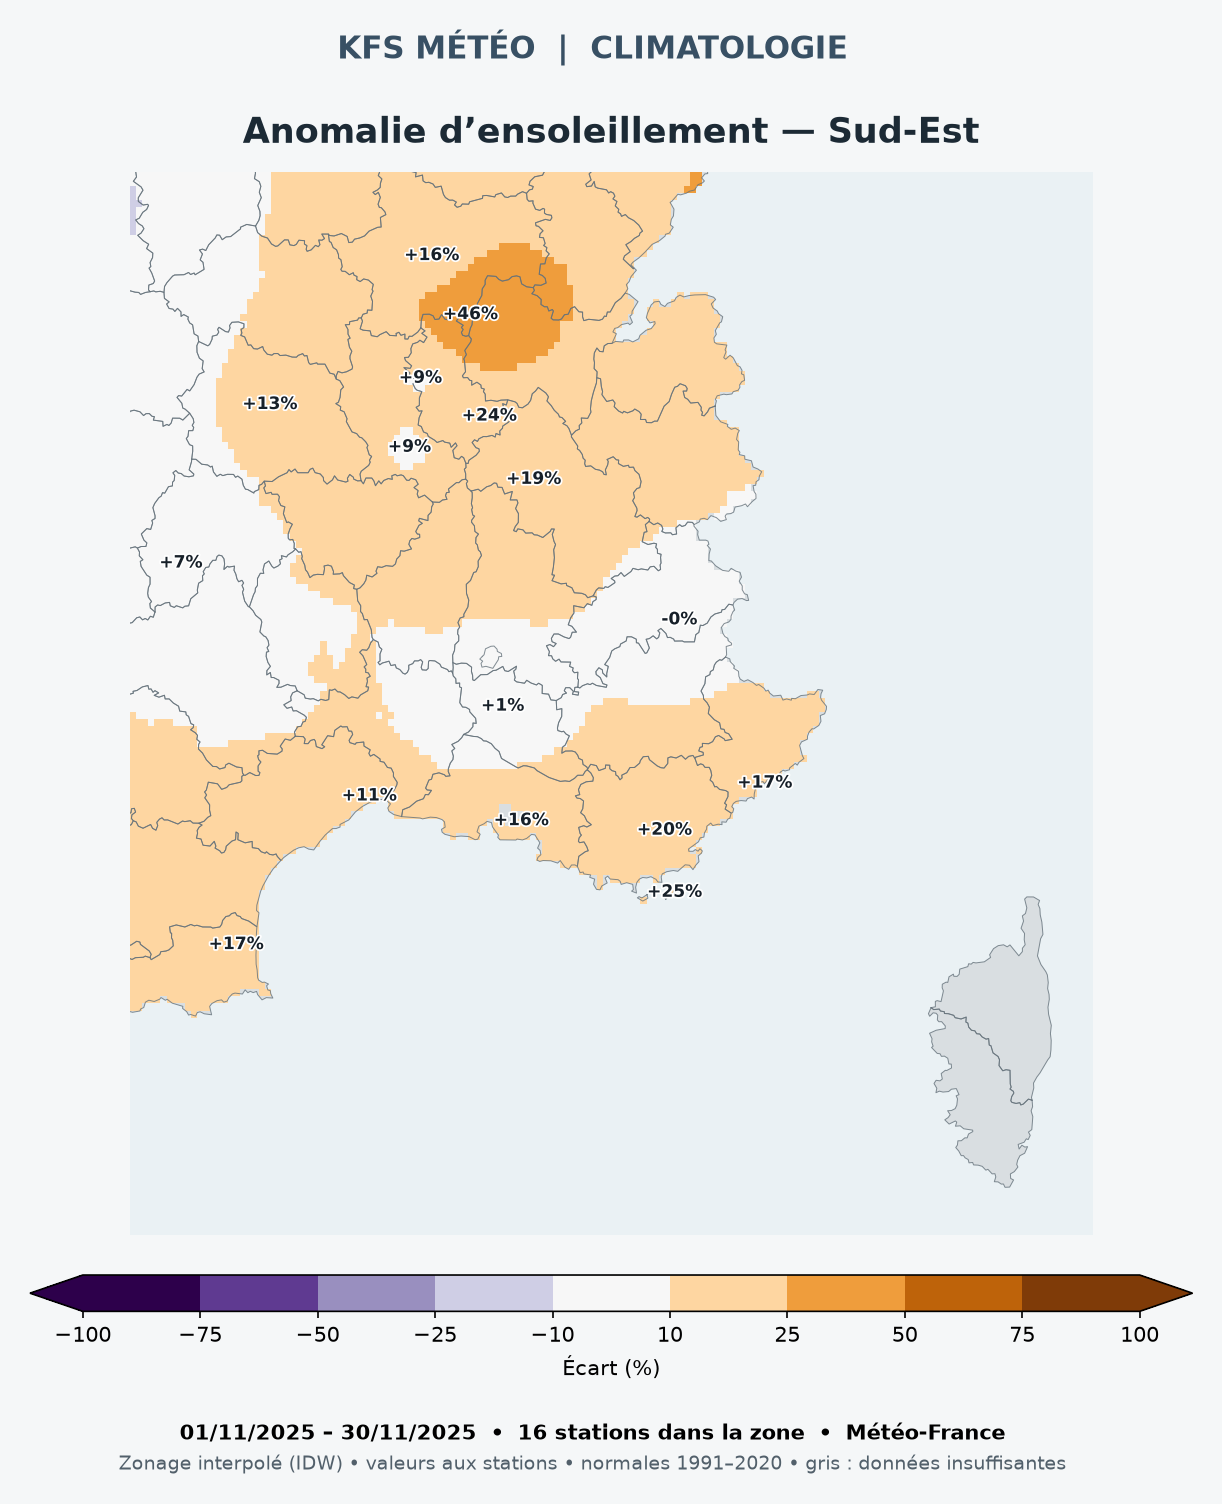 KFS MÉTÉO | CLIMATOLOGIE
Anomalie d’ensoleillement — Sud-Est
+16%
+46%
+9%
+13%
+24%
+9%
+19%
+7%
-0%
+1%
+17%
+11%
+16%
+20%
+25%
+17%
−100 −75 −50 −25 −10 10 25 50 75 100
Écart (%)
01/11/2025 – 30/11/2025 • 16 stations dans la zone • Météo-France
Zonage interpolé (IDW) • valeurs aux stations • normales 1991–2020 • gris : données insuffisantes